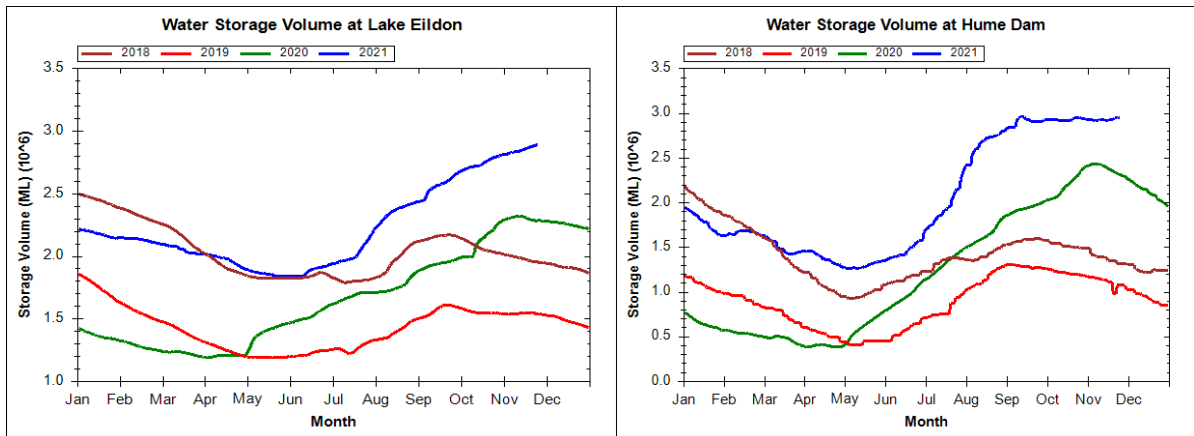 Water Storage Volume at Lake Eildon
2018 2019 2020 2021
Storage Volume (ML) (10^6)
3.5
3.0
2.5
2.0
1.5
1.0
Jan Feb Mar Apr May Jun Jul Aug Sep Oct Nov Dec
Month
Water Storage Volume at Hume Dam
2018 2019 2020 2021
Storage Volume (ML) (10^6)
3.5
3.0
2.5
2.0
1.5
1.0
0.5
0.0
Jan Feb Mar Apr May Jun Jul Aug Sep Oct Nov Dec
Month